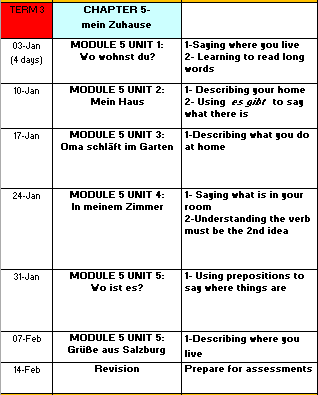 TERM 3
CHAPTER 5-
mein Zuhause
03-Jan
(4 days)
MODULE 5 UNIT 1:
Wo wohnst du?
1-Saying where you live
2- Learning to read long
words
10-Jan
MODULE 5 UNIT 2:
Mein Haus
1- Describing your home
2- Using es gibt to say
what there is
17-Jan
MODULE 5 UNIT 3:
Oma schläft im Garten
1-Describing what you do
at home
24-Jan
MODULE 5 UNIT 4:
In meinem Zimmer
1- Saying what is in your
room
2-Understanding the verb
must be the 2nd idea
31-Jan
MODULE 5 UNIT 5:
Wo ist es?
1- Using prepositions to
say where things are
07-Feb
MODULE 5 UNIT 5:
Grüße aus Salzburg
1-Describing where you
live
14-Feb
Revision
Prepare for assessments